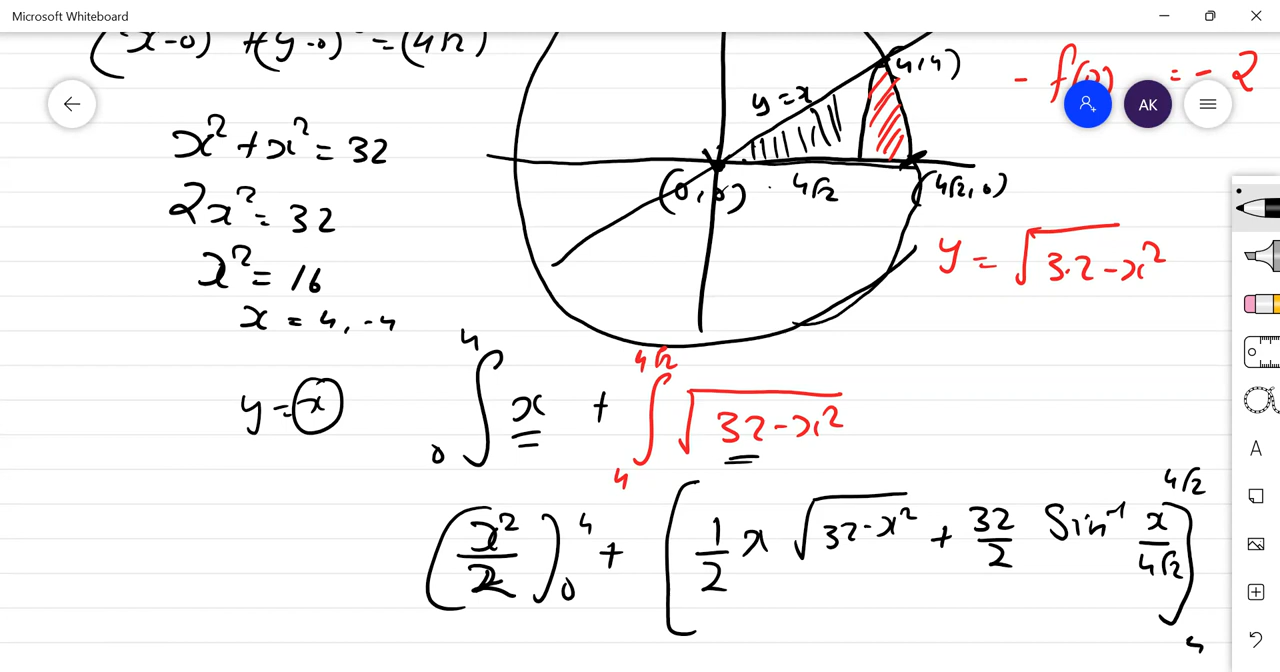 Microsoft Whiteboard
(x-0) +(y-0) = (4√2)
(4,4)
- f(0) = - 2
AK
y = x
x² + x² = 32
4√2
(4√2, 0)
(0, 0)
2x² = 32
y = √3.2 - x²
x² = 16
x = 4, -4
y = x ∫₀⁴ x + ∫₄^4√2 √32-x²
(x²/2)₀⁴ + [1/2 x √32-x² + 32/2 Sin⁻¹ x/4√2]₄^4√2
A